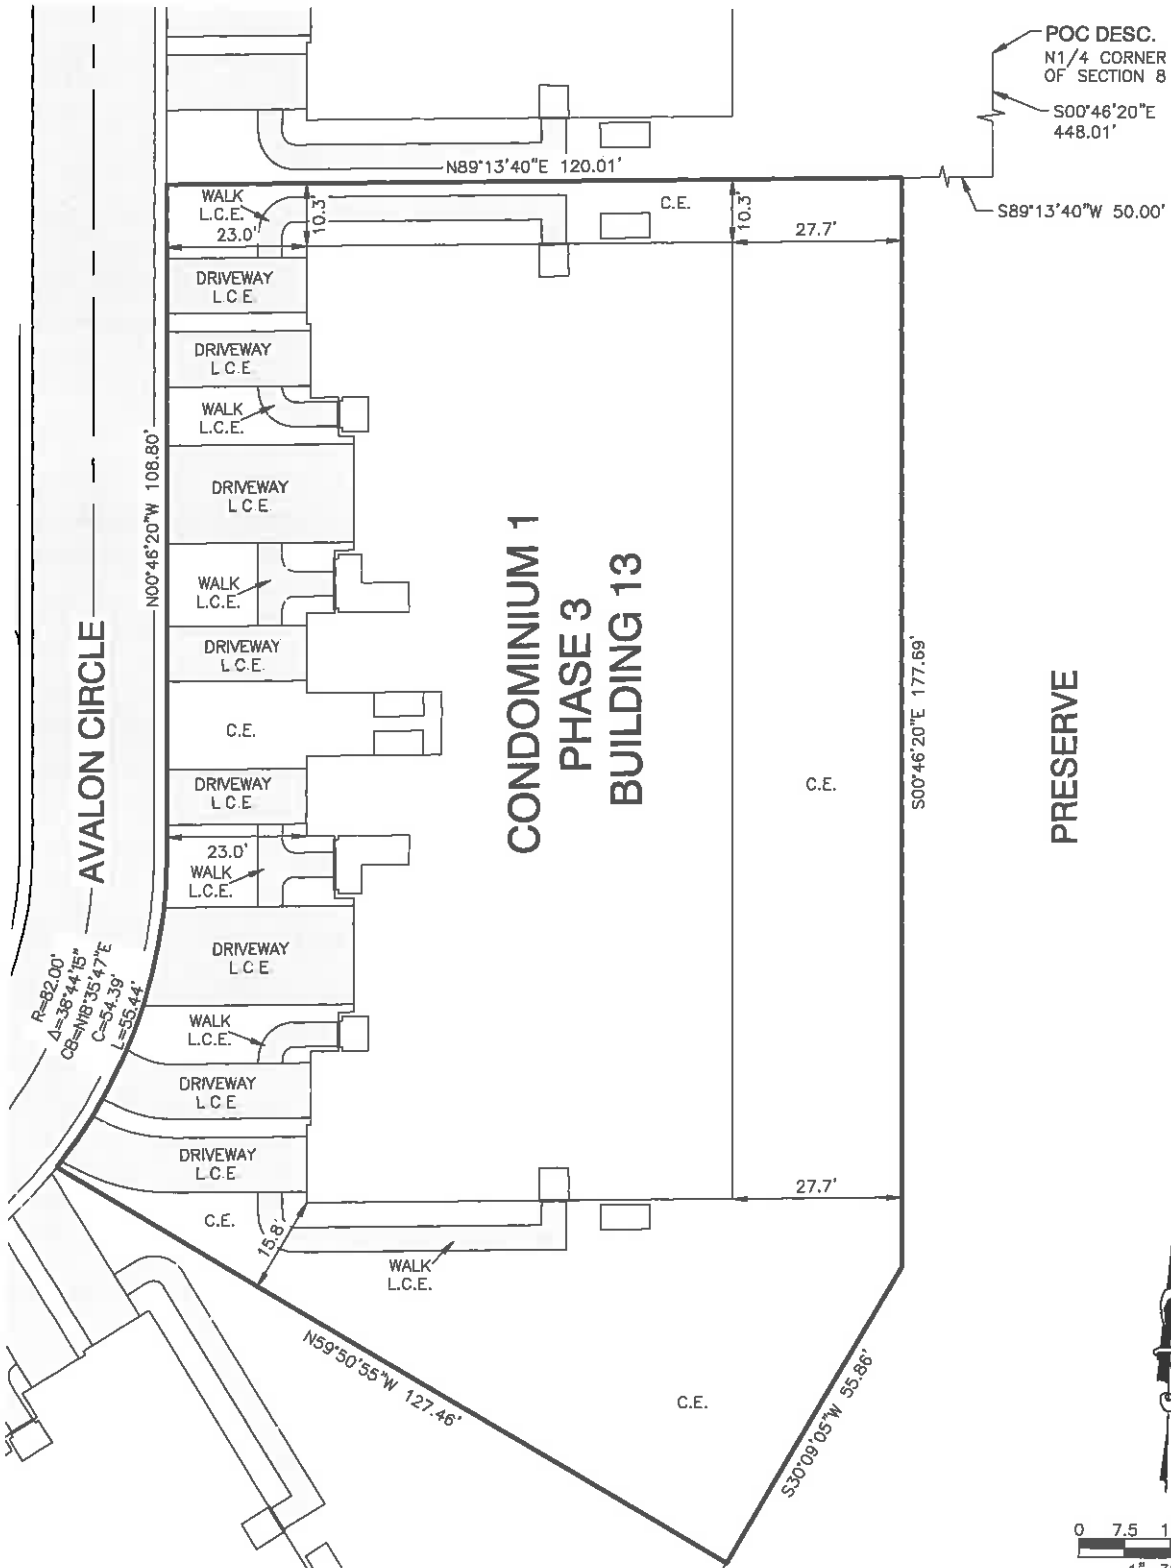 POC DESC.
N1/4 CORNER
OF SECTION 8
S00°46'20"E
448.01'
N89°13'40"E 120.01'
S89°13'40"W 50.00'
WALK
L.C.E.
23.0'
10.3'
C.E.
10.3'
27.7'
DRIVEWAY
L.C.E.
DRIVEWAY
L.C.E
WALK
L.C.E.
N00°46'20"W 108.80'
DRIVEWAY
L.C.E
WALK
L.C.E.
DRIVEWAY
L.C.E.
C.E.
DRIVEWAY
L.C.E
23.0'
WALK
L.C.E.
DRIVEWAY
L.C.E
WALK
L.C.E.
DRIVEWAY
L.C.E
DRIVEWAY
L.C.E
AVALON CIRCLE
R=82.00'
Δ=38°44'15"
CB=N18°35'47"E
C=54.39'
L=55.44'
CONDOMINIUM 1
PHASE 3
BUILDING 13
C.E.
S00°46'20"E 177.69'
PRESERVE
27.7'
C.E.
15.8'
WALK
L.C.E.
N59°50'55"W 127.46'
C.E.
S30°09'05"W 55.86'
0 7.5 1